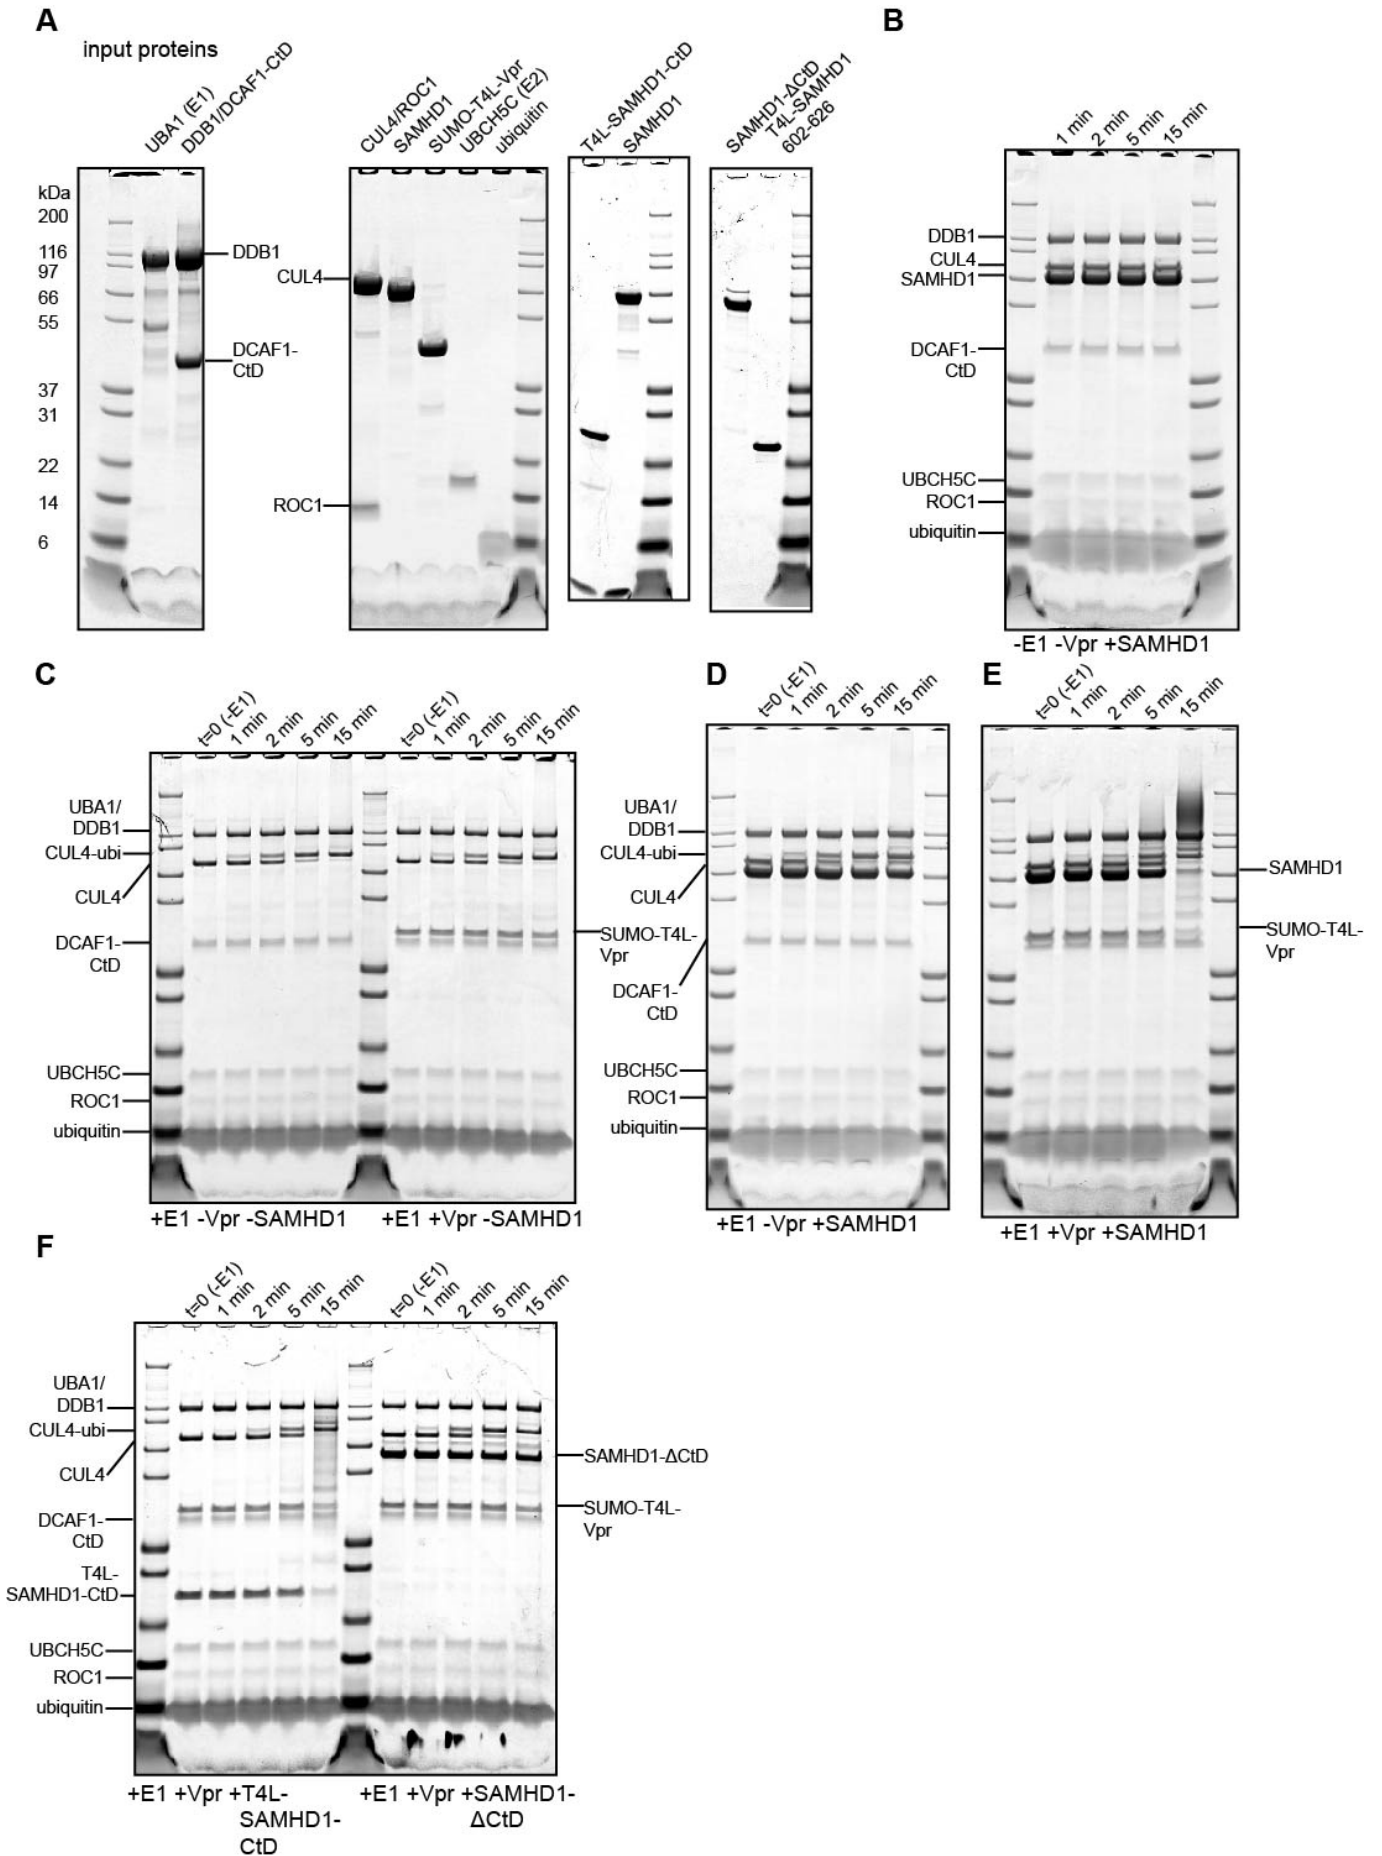 A
input proteins
UBA1 (E1)
DDB1/DCAF1-CtD
CUL4/ROC1
SAMHD1
SUMO-T4L-Vpr
UBCH5C (E2)
ubiquitin
T4L-SAMHD1-CtD
SAMHD1
SAMHD1-ΔCtD
T4L-SAMHD1
602-626
kDa
200
116
97
66
55
37
31
22
14
6
DDB1
DCAF1-
CtD
CUL4
ROC1
B
1 min
2 min
5 min
15 min
DDB1
CUL4
SAMHD1
DCAF1-
CtD
UBCH5C
ROC1
ubiquitin
-E1 -Vpr +SAMHD1
C
t=0 (-E1)
1 min
2 min
5 min
15 min
t=0 (-E1)
1 min
2 min
5 min
15 min
UBA1/
DDB1
CUL4-ubi
CUL4
DCAF1-
CtD
UBCH5C
ROC1
ubiquitin
SUMO-T4L-
Vpr
+E1 -Vpr -SAMHD1
+E1 +Vpr -SAMHD1
D
t=0 (-E1)
1 min
2 min
5 min
15 min
UBA1/
DDB1
CUL4-ubi
CUL4
DCAF1-
CtD
UBCH5C
ROC1
ubiquitin
+E1 -Vpr +SAMHD1
E
t=0 (-E1)
1 min
2 min
5 min
15 min
SAMHD1
SUMO-T4L-
Vpr
+E1 +Vpr +SAMHD1
F
t=0 (-E1)
1 min
2 min
5 min
15 min
t=0 (-E1)
1 min
2 min
5 min
15 min
UBA1/
DDB1
CUL4-ubi
CUL4
DCAF1-
CtD
T4L-
SAMHD1-CtD
UBCH5C
ROC1
ubiquitin
SAMHD1-ΔCtD
SUMO-T4L-
Vpr
+E1 +Vpr +T4L-
SAMHD1-
CtD
+E1 +Vpr +SAMHD1-
ΔCtD